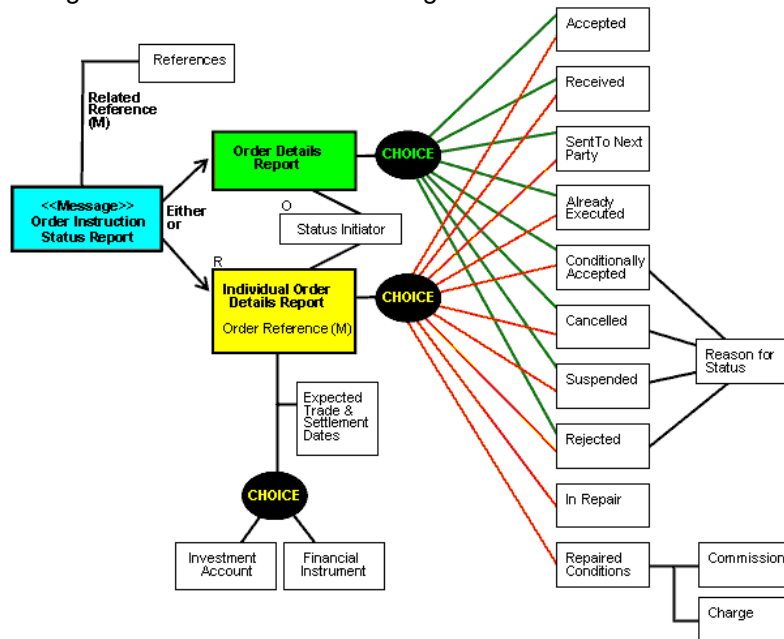 Accepted
References
Received
Related
Reference
(M)
Order Details
Report
CHOICE
SentTo Next
Party
<<Message>>
Order Instruction
Status Report
Either
or
O
Status Initiator
Already
Executed
R
Individual Order
Details Report
Order Reference (M)
CHOICE
Conditionally
Accepted
Cancelled
Reason for
Status
Suspended
Expected
Trade &
Settlement
Dates
Rejected
CHOICE
In Repair
Investment
Account
Financial
Instrument
Repaired
Conditions
Commission
Charge